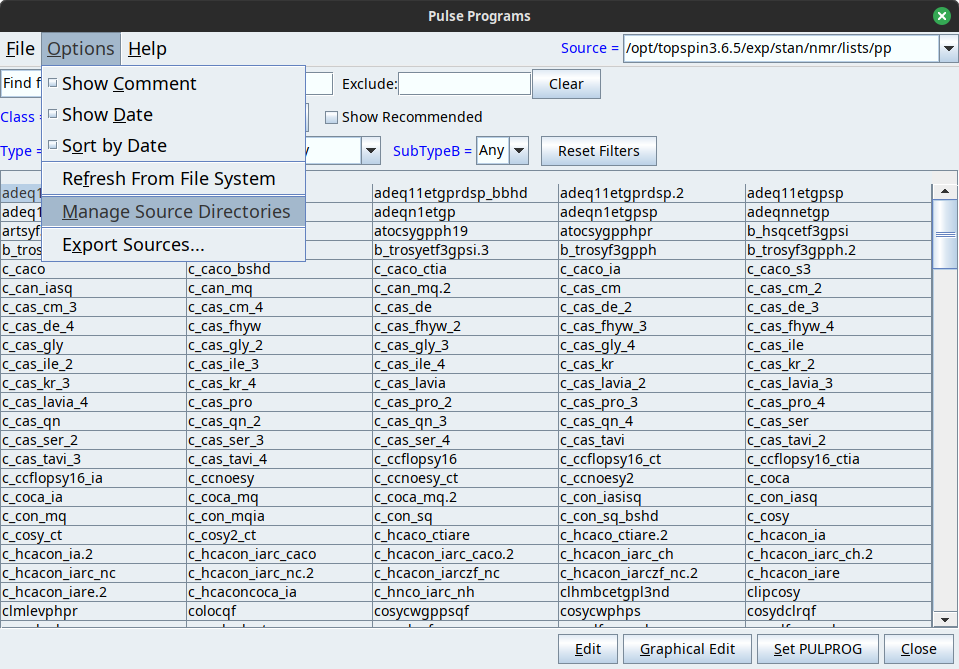 Pulse Programs
File Options Help Source = /opt/topspin3.6.5/exp/stan/nmr/lists/pp
Find f Exclude: Clear
Class = Show Recommended
Type = SubTypeB = Any Reset Filters
Show Comment
Show Date
Sort by Date
Refresh From File System
Manage Source Directories
Export Sources...
adeq1 adeq11etgprdsp_bbhd adeq11etgprdsp.2 adeq11etgpsp
adeq1 adeqn1etgp adeqn1etgpsp adeqnnetgp
artsyf atocsygpph19 atocsygpphpr b_hsqcetf3gpsi
b_tros b_trosyetf3gpsi.3 b_trosyf3gpph b_trosyf3gpph.2
c_caco c_caco_bshd c_caco_ctia c_caco_ia c_caco_s3
c_can_iasq c_can_mq c_can_mq.2 c_cas_cm c_cas_cm_2
c_cas_cm_3 c_cas_cm_4 c_cas_de c_cas_de_2 c_cas_de_3
c_cas_de_4 c_cas_fhyw c_cas_fhyw_2 c_cas_fhyw_3 c_cas_fhyw_4
c_cas_gly c_cas_gly_2 c_cas_gly_3 c_cas_gly_4 c_cas_ile
c_cas_ile_2 c_cas_ile_3 c_cas_ile_4 c_cas_kr c_cas_kr_2
c_cas_kr_3 c_cas_kr_4 c_cas_lavia c_cas_lavia_2 c_cas_lavia_3
c_cas_lavia_4 c_cas_pro c_cas_pro_2 c_cas_pro_3 c_cas_pro_4
c_cas_qn c_cas_qn_2 c_cas_qn_3 c_cas_qn_4 c_cas_ser
c_cas_ser_2 c_cas_ser_3 c_cas_ser_4 c_cas_tavi c_cas_tavi_2
c_cas_tavi_3 c_cas_tavi_4 c_ccflopsy16 c_ccflopsy16_ct c_ccflopsy16_ctia
c_ccflopsy16_ia c_ccnoesy c_ccnoesy_ct c_ccnoesy2 c_coca
c_coca_ia c_coca_mq c_coca_mq.2 c_con_iasisq c_con_iasq
c_con_mq c_con_mqia c_con_sq c_con_sq_bshd c_cosy
c_cosy_ct c_cosy2_ct c_hcaco_ctiare c_hcaco_ctiare.2 c_hcacon_ia
c_hcacon_ia.2 c_hcacon_iarc_caco c_hcacon_iarc_caco.2 c_hcacon_iarc_ch c_hcacon_iarc_ch.2
c_hcacon_iarc_nc c_hcacon_iarc_nc.2 c_hcacon_iarczf_nc c_hcacon_iarczf_nc.2 c_hcacon_iare
c_hcacon_iare.2 c_hcaconcoca_ia c_hnco_iarc_nh clhmbcetgpl3nd clipcosy
clmlevphpr colocqf cosycwgppsqf cosycwphps cosydclrqf
Edit Graphical Edit Set PULPROG Close